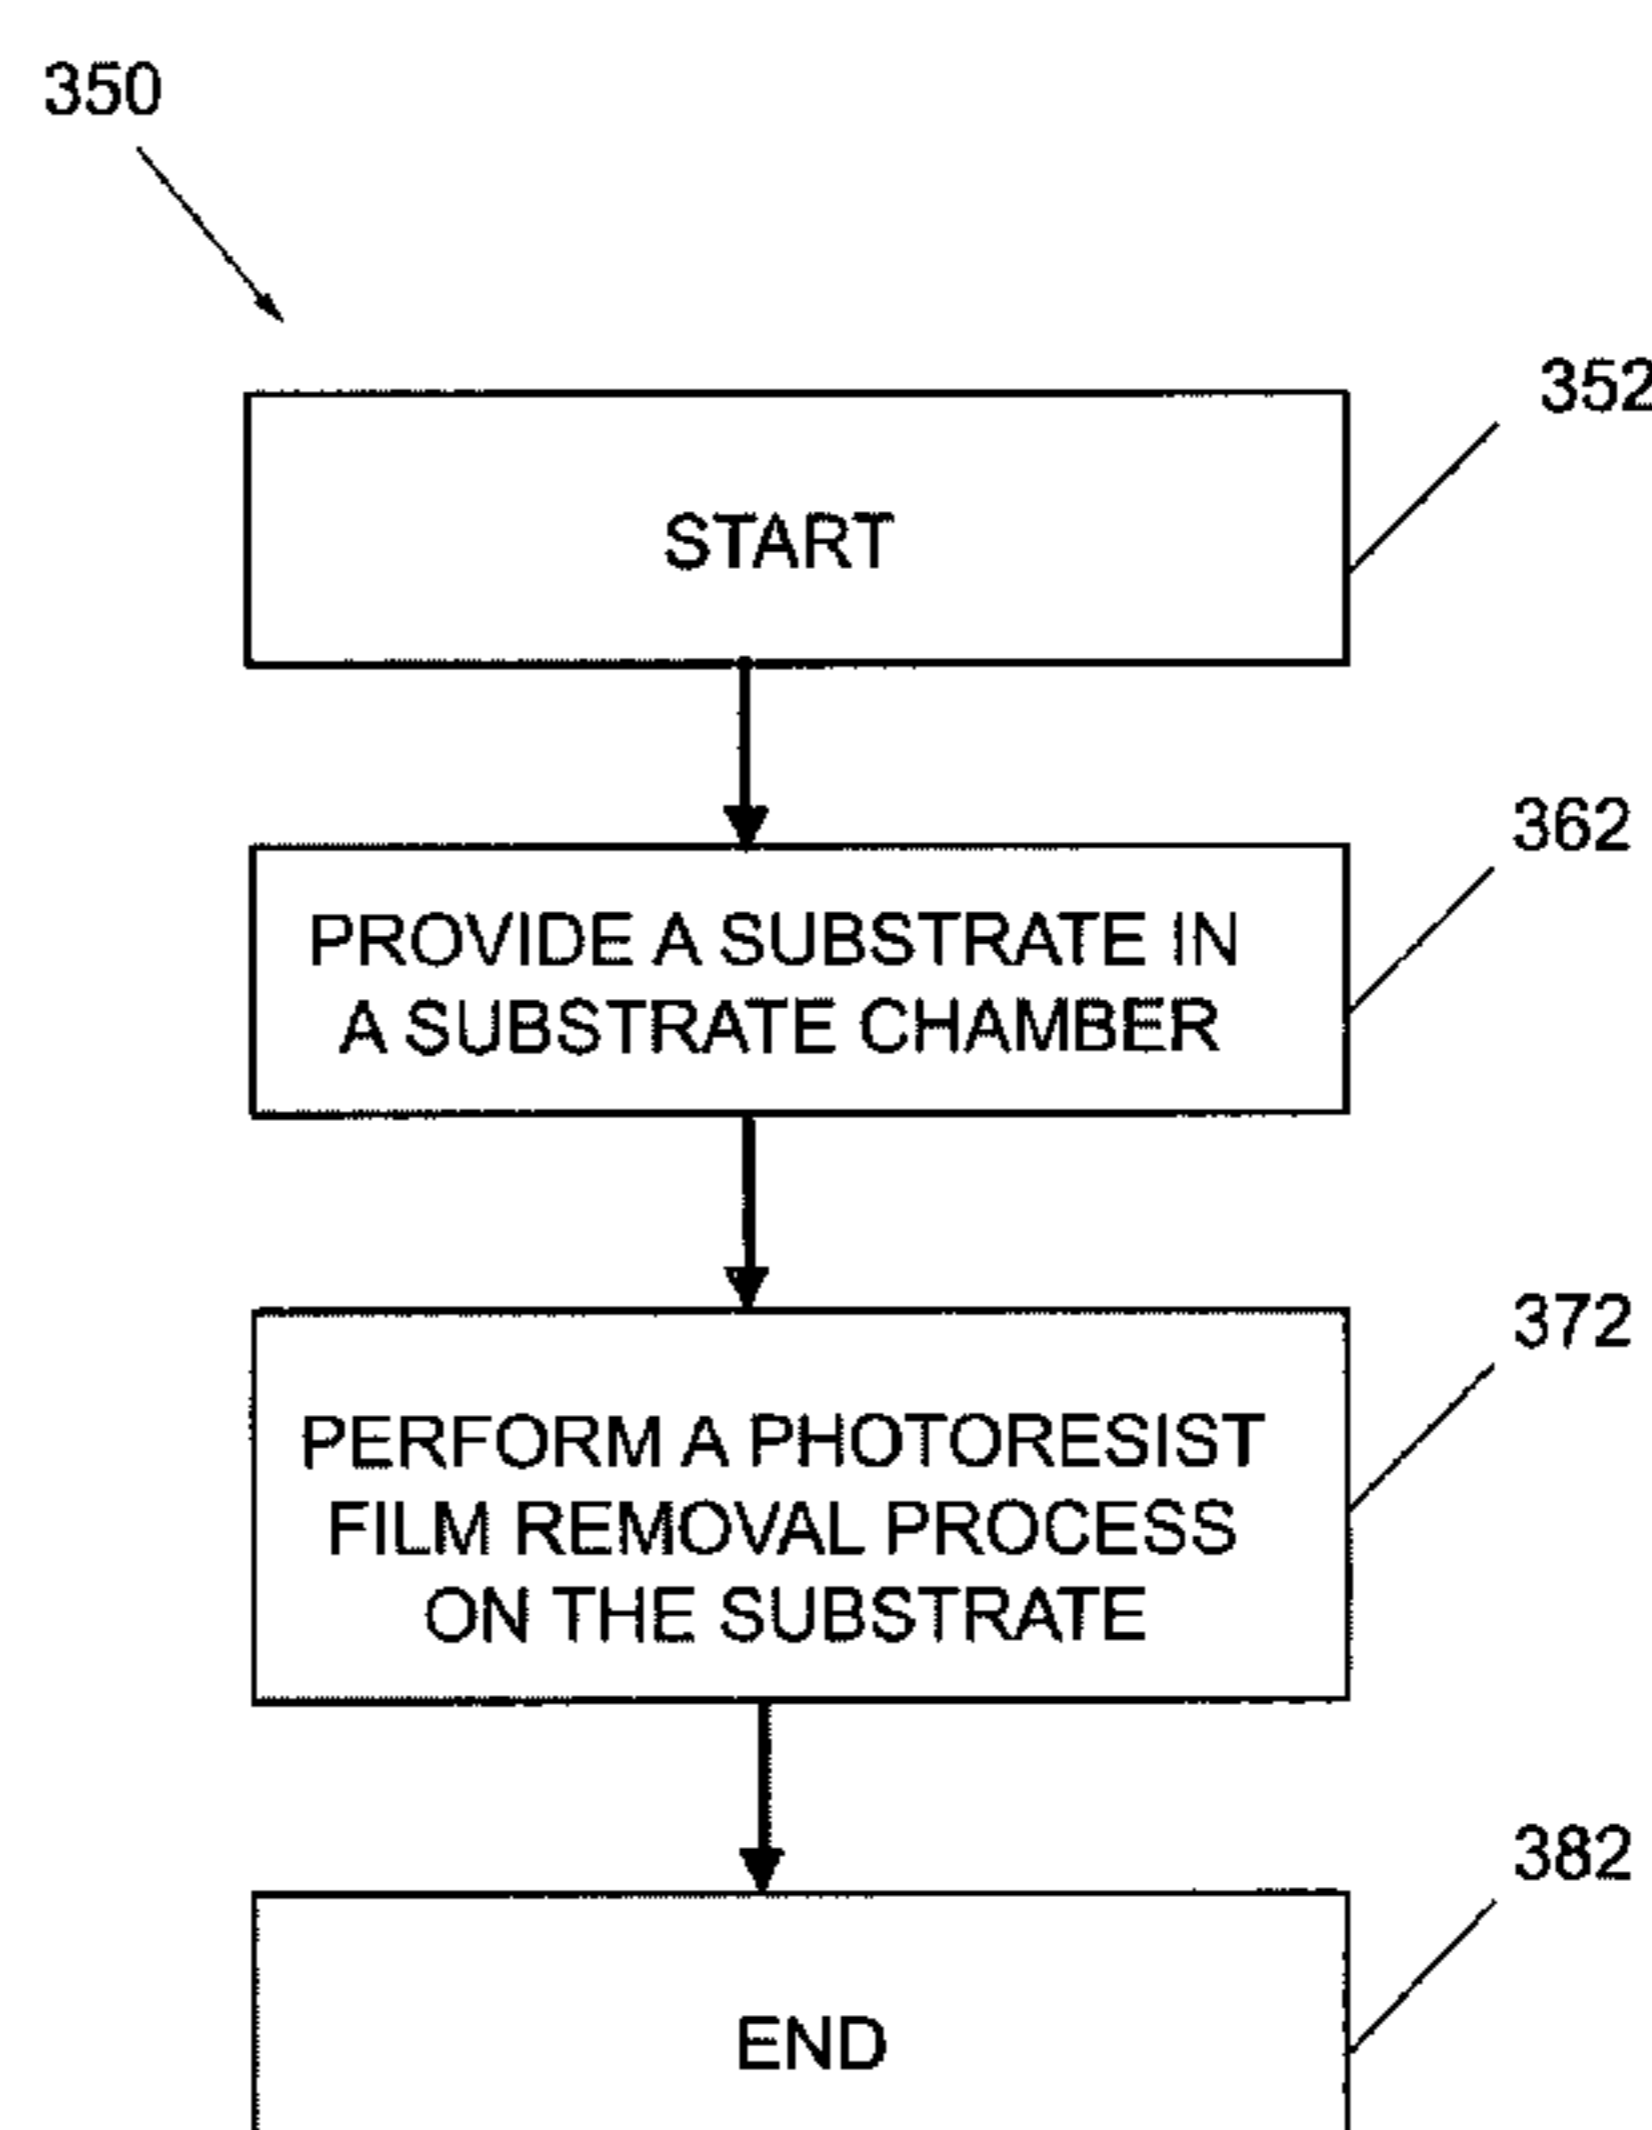 350
352
START
362
PROVIDE A SUBSTRATE IN
A SUBSTRATE CHAMBER
372
PERFORM A PHOTORESIST
FILM REMOVAL PROCESS
ON THE SUBSTRATE
382
END